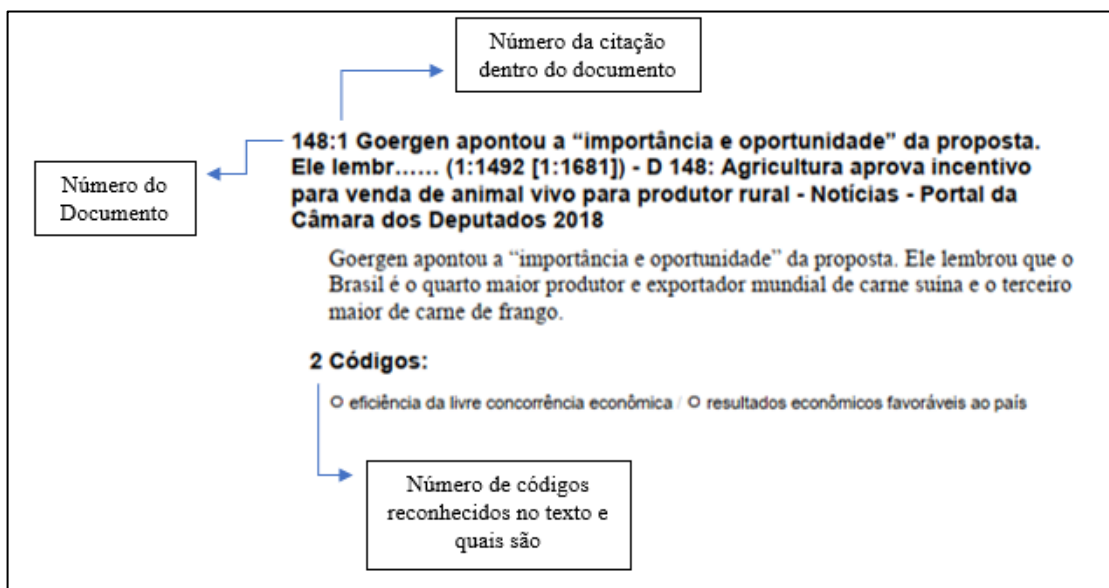 Número da citação
dentro do documento
148:1 Goergen apontou a “importância e oportunidade” da proposta.
Ele lembr...... (1:1492 [1:1681]) - D 148: Agricultura aprova incentivo
para venda de animal vivo para produtor rural - Notícias - Portal da
Câmara dos Deputados 2018
Número do
Documento
Goergen apontou a “importância e oportunidade” da proposta. Ele lembrou que o
Brasil é o quarto maior produtor e exportador mundial de carne suína e o terceiro
maior de carne de frango.
2 Códigos:
○ eficiência da livre concorrência econômica / ○ resultados econômicos favoráveis ao país
Número de códigos
reconhecidos no texto e
quais são